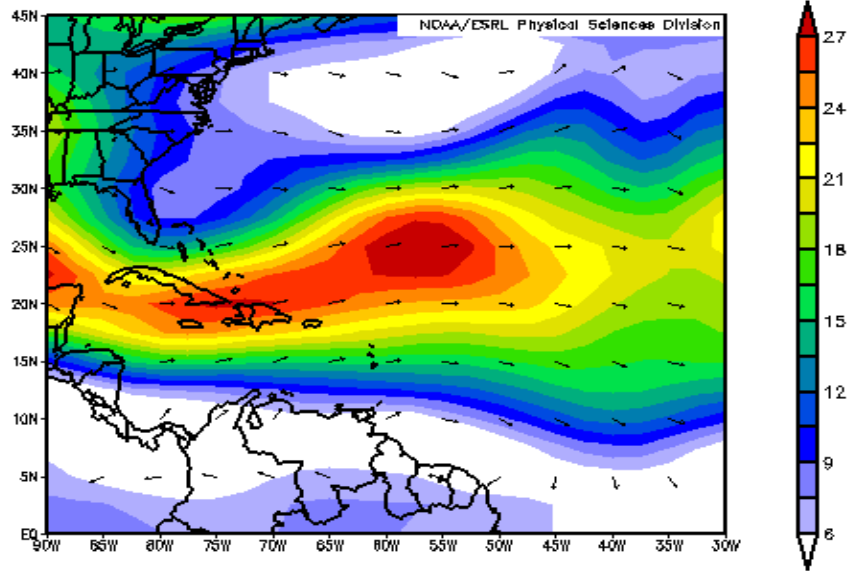 45N
NOAA/ESRL Physical Sciences Division
40N
35N
30N
25N
20N
15N
10N
5N
EQ
90W 85W 80W 75W 70W 65W 60W 55W 50W 45W 40W 35W 30W
27
24
21
18
15
12
9
6